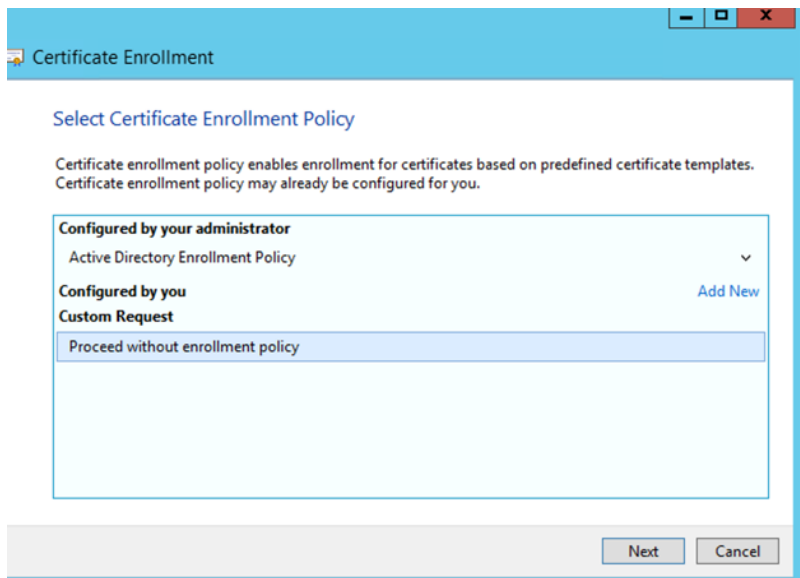 Certificate Enrollment
Select Certificate Enrollment Policy
Certificate enrollment policy enables enrollment for certificates based on predefined certificate templates.
Certificate enrollment policy may already be configured for you.
Configured by your administrator
Active Directory Enrollment Policy
Configured by you Add New
Custom Request
Proceed without enrollment policy
Next Cancel